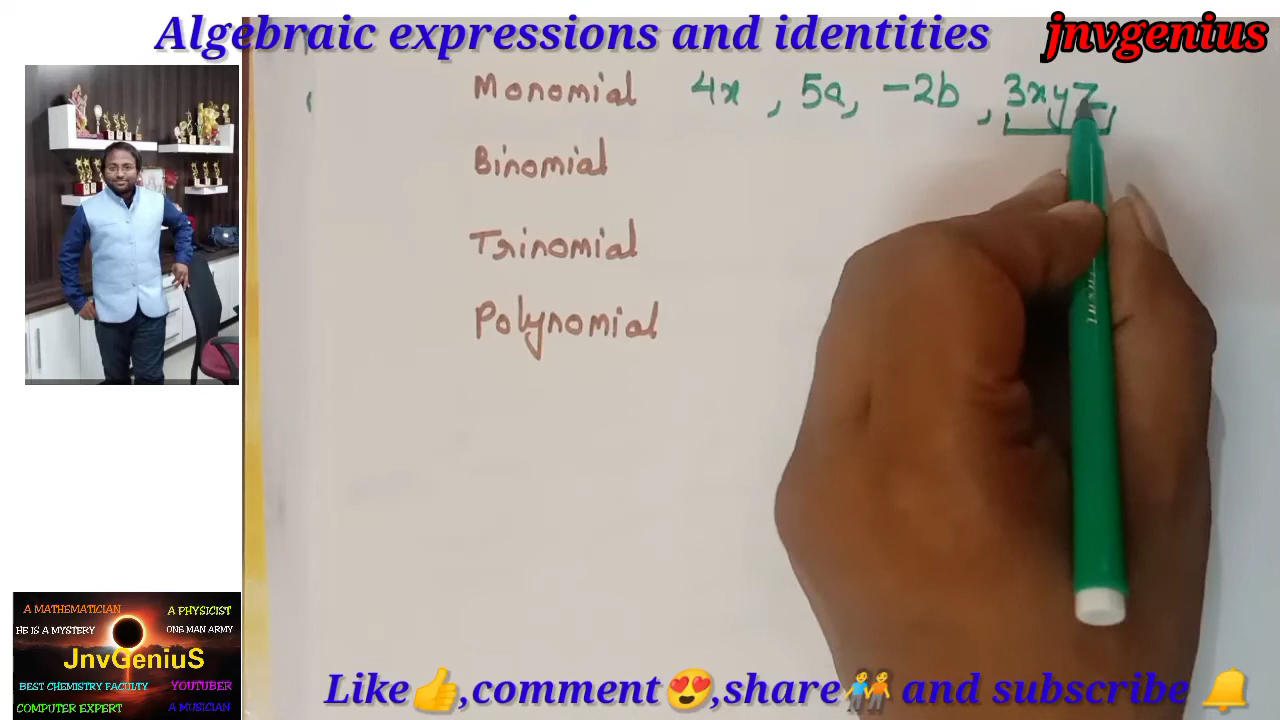 Algebraic expressions and identities
jnvgenius
Monomial 4x , 5a, -2b , 3xyz,
Binomial
Trinomial
Polynomial
A MATHEMATICIAN A PHYSICIST
HE IS A MYSTERY ONE MAN ARMY
JnvGeniuS
BEST CHEMISTRY FACULTY YOUTUBER
COMPUTER EXPERT A MUSICIAN
Like👍,comment😍,share👬 and subscribe 🔔